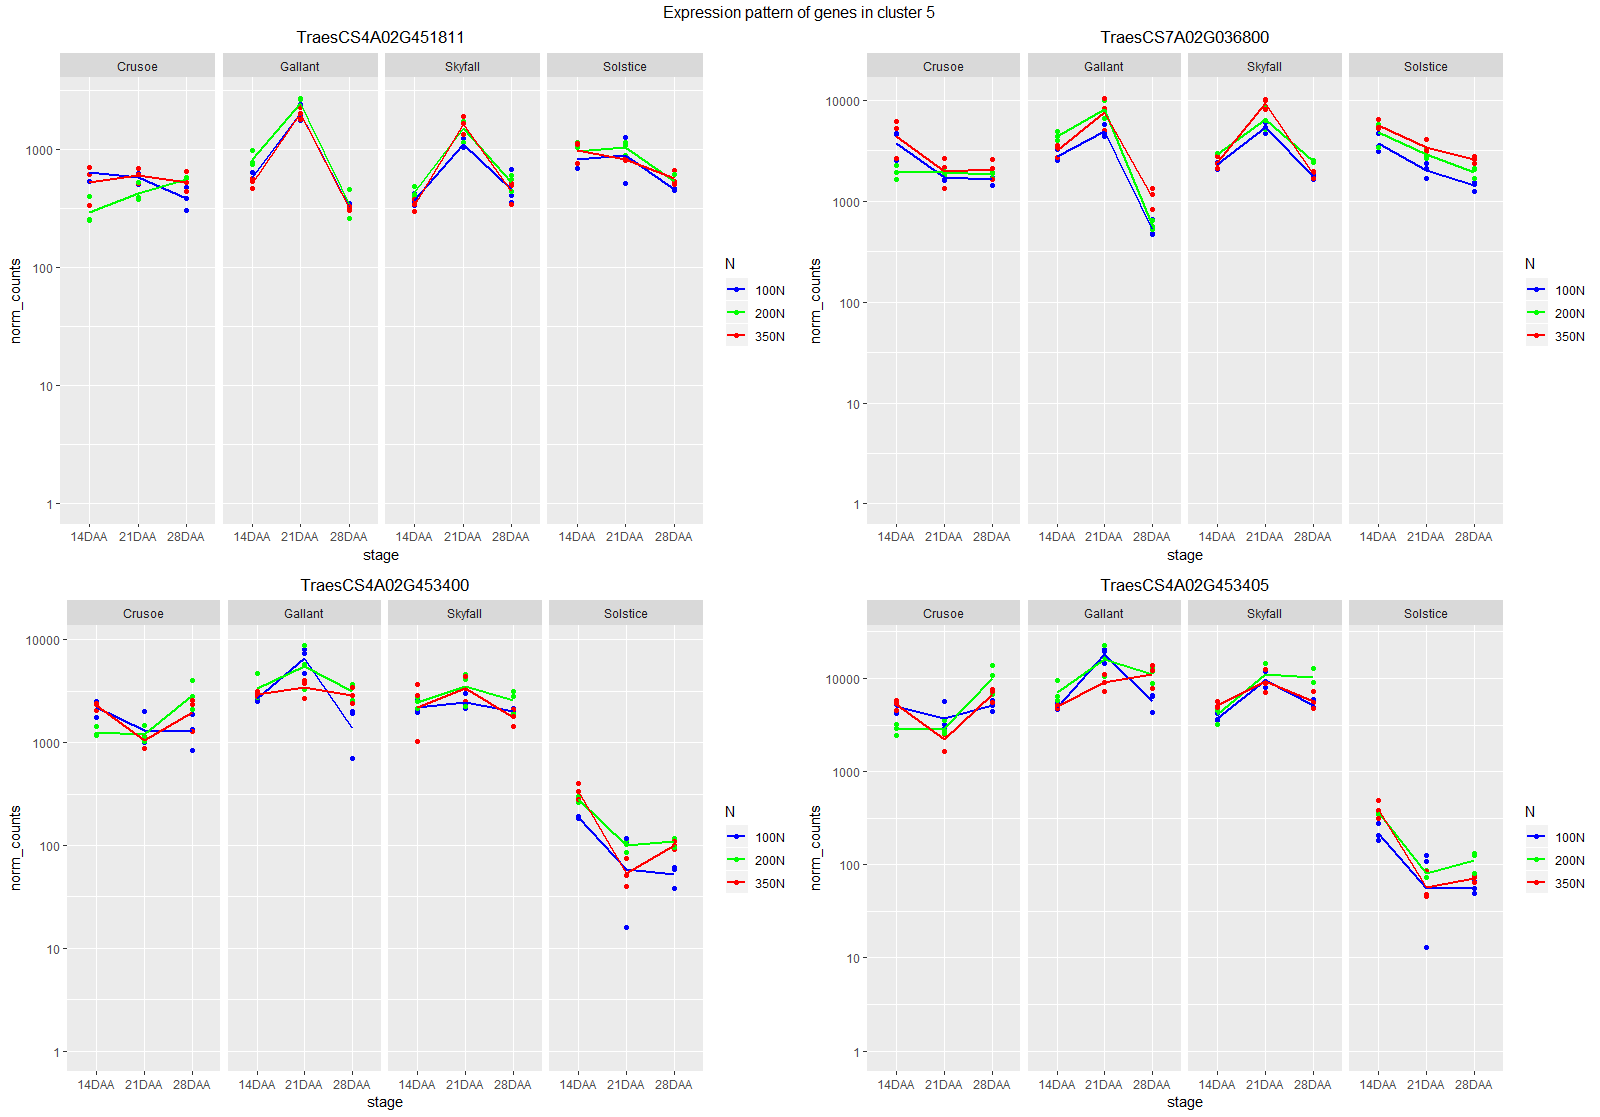 Expression pattern of genes in cluster 5
TraesCS4A02G451811
Crusoe Gallant Skyfall Solstice
1000
100
10
1
norm_counts
14DAA 21DAA 28DAA 14DAA 21DAA 28DAA 14DAA 21DAA 28DAA 14DAA 21DAA 28DAA
stage
N
100N
200N
350N
TraesCS7A02G036800
Crusoe Gallant Skyfall Solstice
10000
1000
100
10
1
norm_counts
14DAA 21DAA 28DAA 14DAA 21DAA 28DAA 14DAA 21DAA 28DAA 14DAA 21DAA 28DAA
stage
N
100N
200N
350N
TraesCS4A02G453400
Crusoe Gallant Skyfall Solstice
10000
1000
100
10
1
norm_counts
14DAA 21DAA 28DAA 14DAA 21DAA 28DAA 14DAA 21DAA 28DAA 14DAA 21DAA 28DAA
stage
N
100N
200N
350N
TraesCS4A02G453405
Crusoe Gallant Skyfall Solstice
10000
1000
100
10
1
norm_counts
14DAA 21DAA 28DAA 14DAA 21DAA 28DAA 14DAA 21DAA 28DAA 14DAA 21DAA 28DAA
stage
N
100N
200N
350N